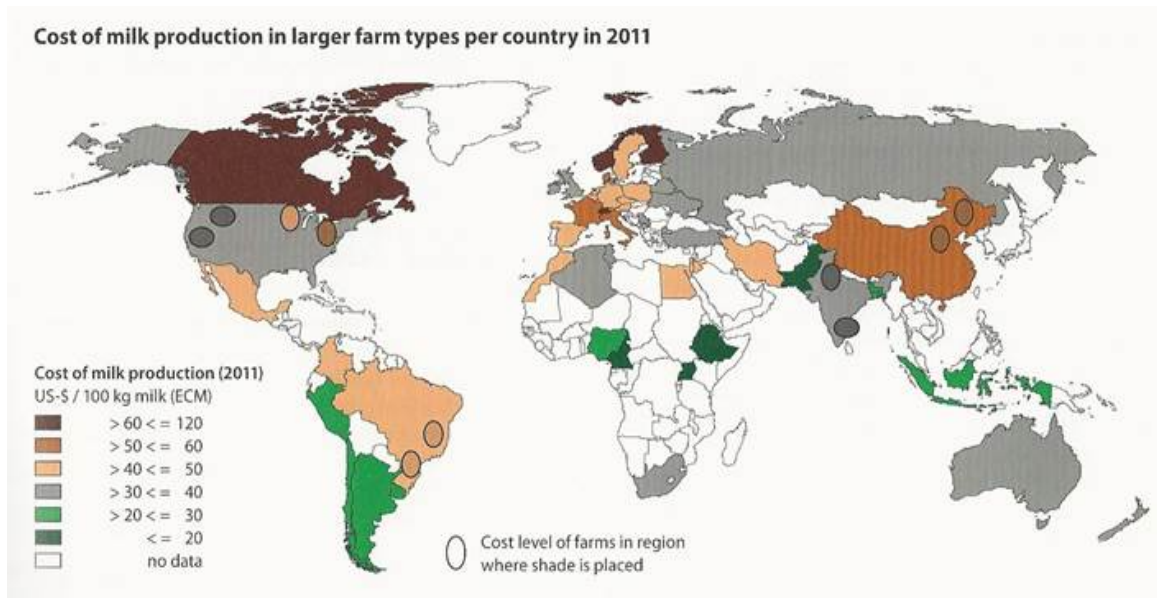 Cost of milk production in larger farm types per country in 2011
Cost of milk production (2011)
US-$ / 100 kg milk (ECM)
> 60 < = 120
> 50 < = 60
> 40 < = 50
> 30 < = 40
> 20 < = 30
< = 20
no data
Cost level of farms in region
where shade is placed